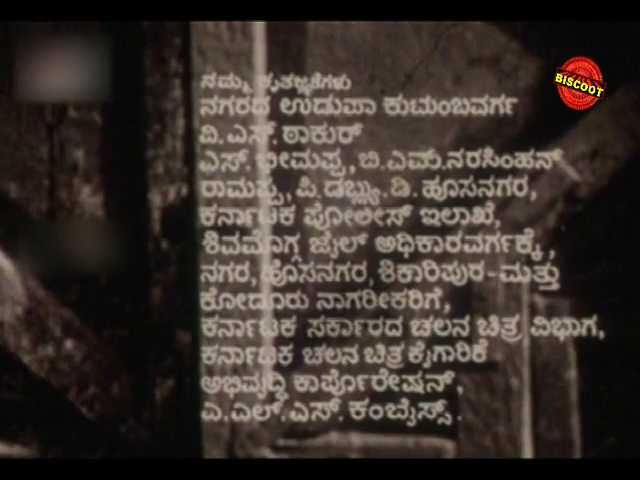 ನಮ್ಮ ಕೃತಜ್ಞತೆಗಳು
ನಗರದ ಉಡುಪಾ ಕುಟುಂಬವರ್ಗ
ವಿ. ಎಸ್. ಠಾಕುರ್
ಎಸ್. ಭೀಮಪ್ಪ, ಬಿ.ಎಮ್.ನರಸಿಂಹನ್
ರಾಮಪ್ಪ, ಪಿ. ಡಬ್ಲ್ಯು. ಡಿ. ಹೊಸನಗರ,
ಕರ್ನಾಟಕ ಪೋಲೀಸ್ ಇಲಾಖೆ,
ಶಿವಮೊಗ್ಗ ಜೈಲ್ ಅಧಿಕಾರವರ್ಗಕ್ಕೆ,
ನಗರ, ಹೊಸನಗರ, ಶಿಕಾರಿಪುರ-ಮತ್ತು
ಕೋಡೂರು ನಾಗರೀಕರಿಗೆ,
ಕರ್ನಾಟಕ ಸರ್ಕಾರದ ಚಲನ ಚಿತ್ರ ವಿಭಾಗ,
ಕರ್ನಾಟಕ ಚಲನ ಚಿತ್ರ ಕೈಗಾರಿಕೆ
ಅಭಿವೃದ್ಧಿ ಕಾರ್ಪೊರೇಷನ್,
ಎ. ಎಲ್. ಎಸ್. ಕಂಬೈನ್ಸ್.
BISCOOT